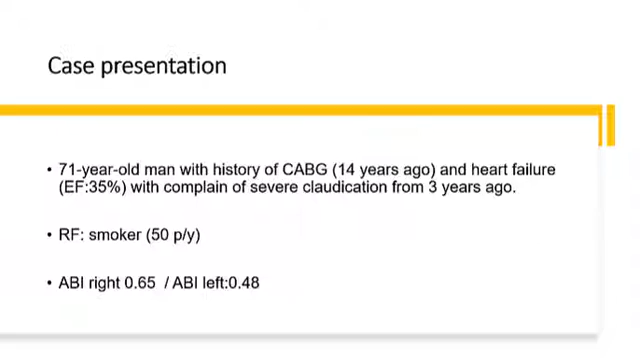 Case presentation
• 71-year-old man with history of CABG (14 years ago) and heart failure
(EF:35%) with complain of severe claudication from 3 years ago.
• RF: smoker (50 p/y)
• ABI right 0.65 / ABI left:0.48